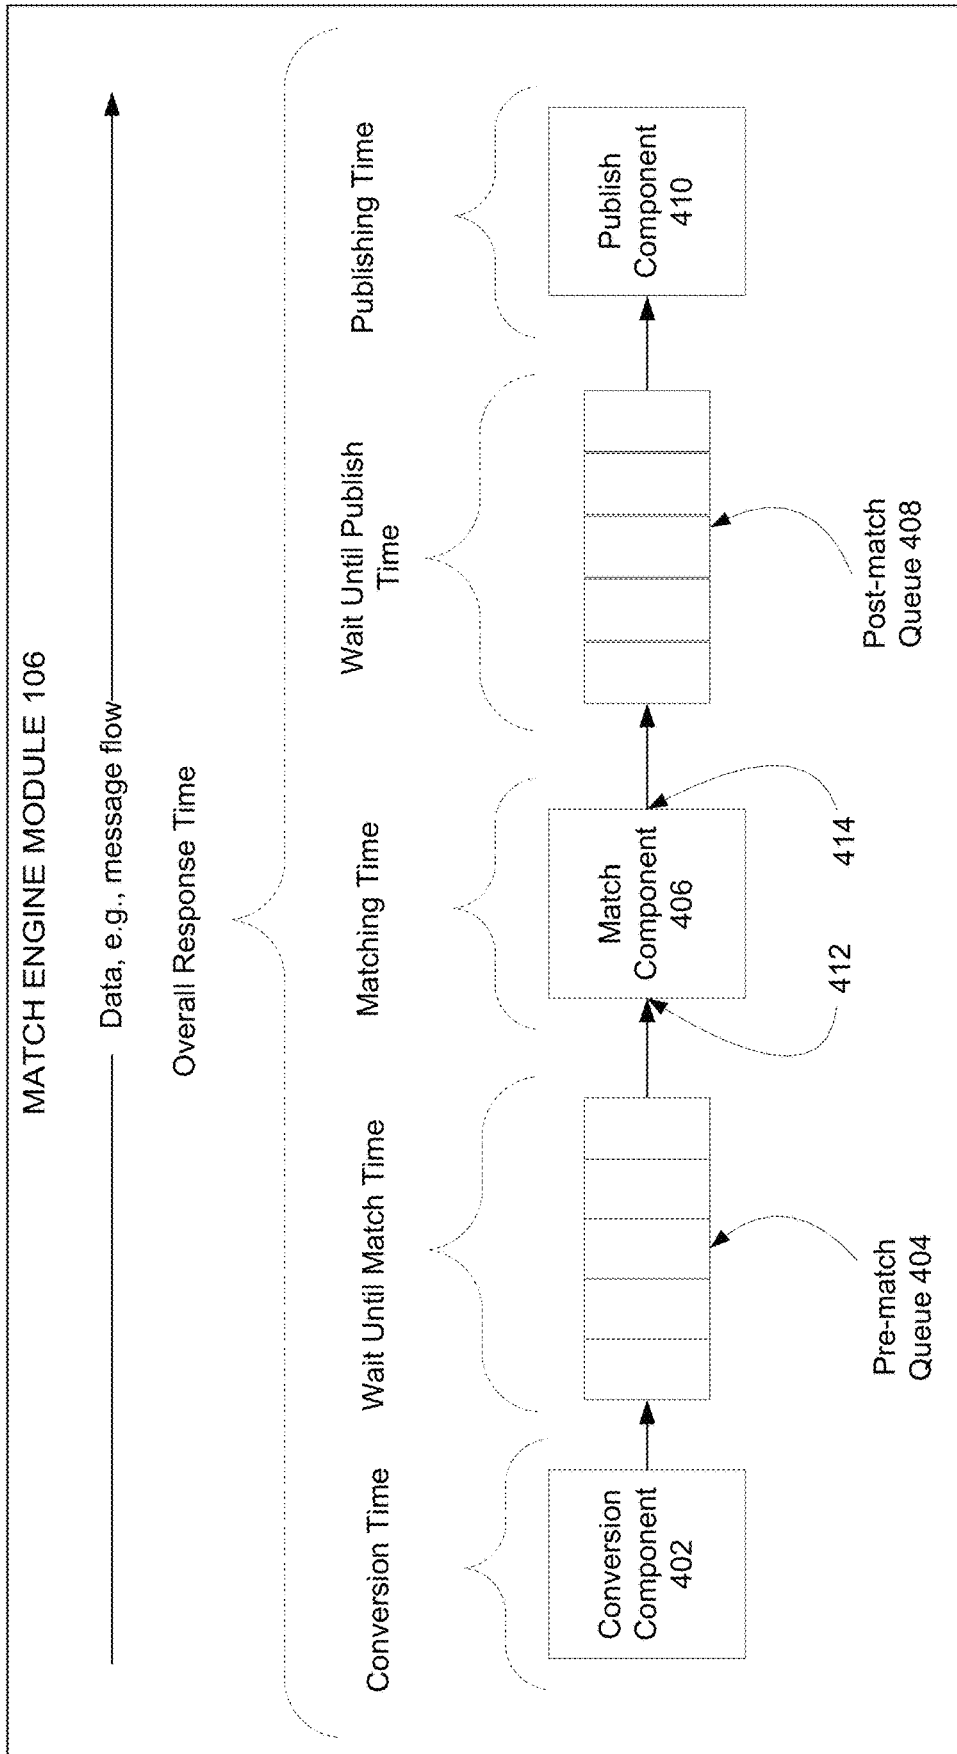 MATCH ENGINE MODULE 106
Data, e.g., message flow
Overall Response Time
Conversion Time
Wait Until Match Time
Matching Time
Wait Until Publish
Time
Publishing Time
Conversion
Component
402
Match
Component
406
Publish
Component
410
Pre-match
Queue 404
412
414
Post-match
Queue 408